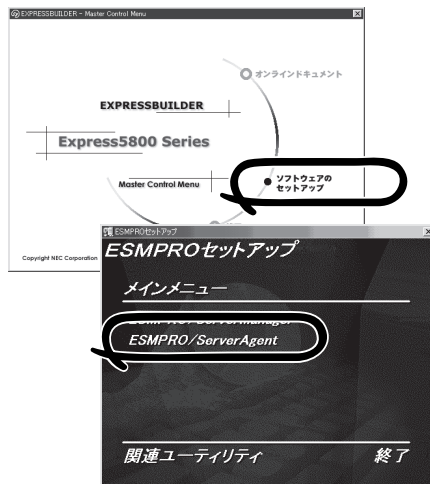 EXPRESSBUILDER - Master Control Menu
オンラインドキュメント
EXPRESSBUILDER
Express5800 Series
ソフトウェアの
セットアップ
Master Control Menu
Copyright NEC Corporation
ESMPROセットアップ
ESMPROセットアップ
メインメニュー
ESMPRO/ServerManager
ESMPRO/ServerAgent
関連ユーティリティ
終了